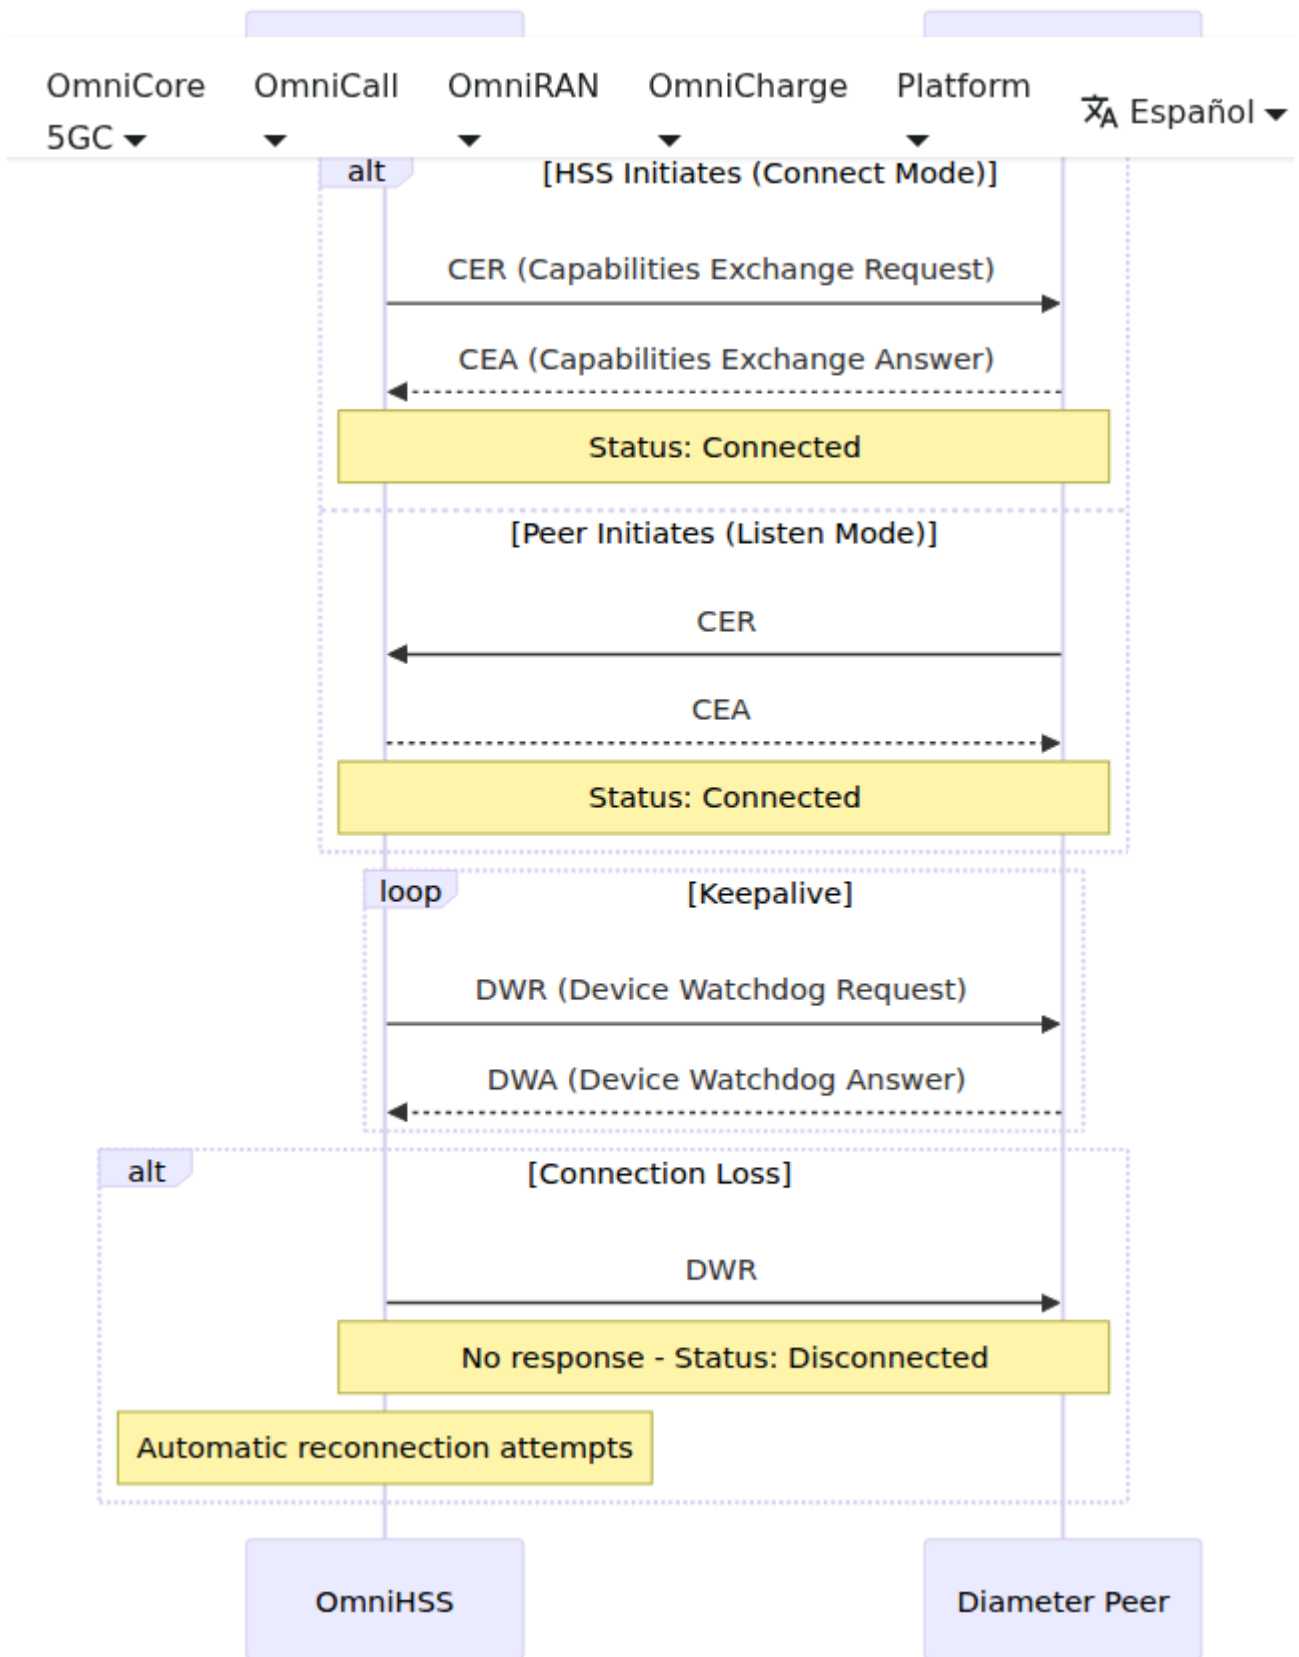 OmniCore 5GC
OmniCall
OmniRAN
OmniCharge
Platform
Español
alt
[HSS Initiates (Connect Mode)]
CER (Capabilities Exchange Request)
CEA (Capabilities Exchange Answer)
Status: Connected
[Peer Initiates (Listen Mode)]
CER
CEA
Status: Connected
loop
[Keepalive]
DWR (Device Watchdog Request)
DWA (Device Watchdog Answer)
alt
[Connection Loss]
DWR
No response - Status: Disconnected
Automatic reconnection attempts
OmniHSS
Diameter Peer